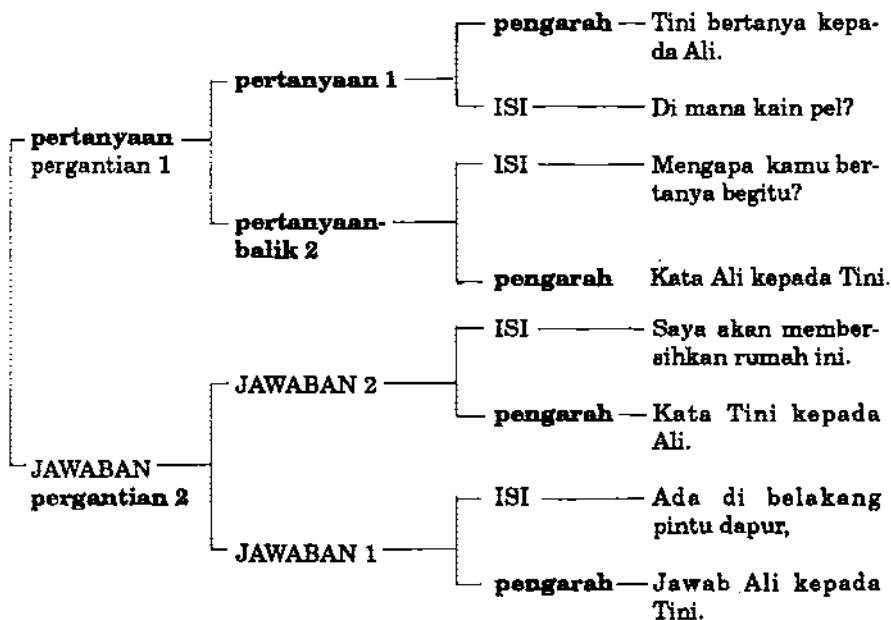 pengarah Tini bertanya kepa-
da Ali.
pertanyaan 1
ISI Di mana kain pel?
pertanyaan
pergantian 1
ISI Mengapa kamu ber-
tanya begitu?
pertanyaan-
balik 2
pengarah Kata Ali kepada Tini.
ISI Saya akan member-
sihkan rumah ini.
JAWABAN 2
pengarah Kata Tini kepada
Ali.
JAWABAN
pergantian 2
ISI Ada di belakang
pintu dapur,
JAWABAN 1
pengarah Jawab Ali kepada
Tini.